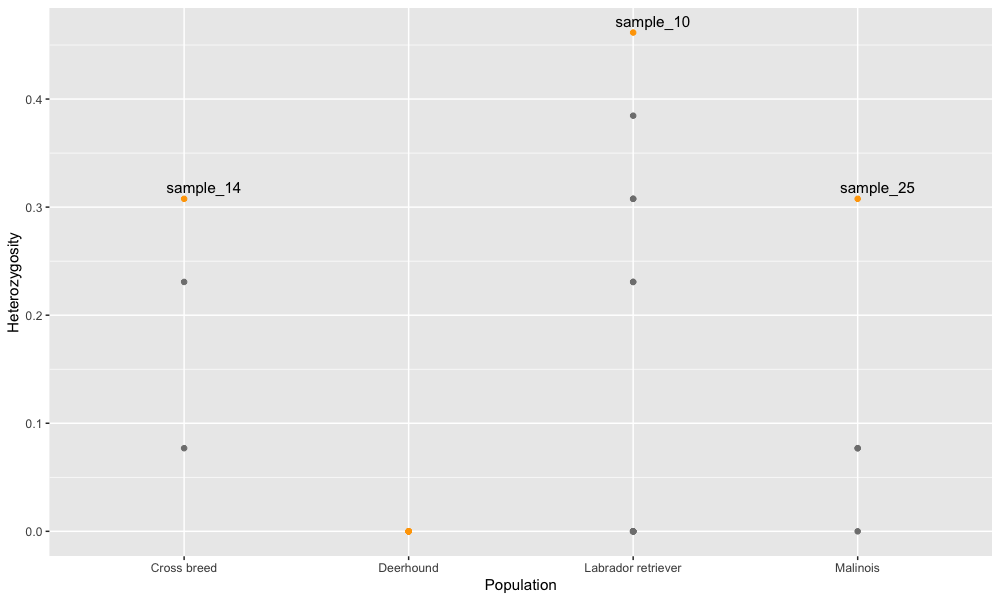 sample_10
0.4
sample_14
sample_25
0.3
Heterozygosity
0.2
0.1
0.0
Cross breed
Deerhound
Labrador retriever
Malinois
Population